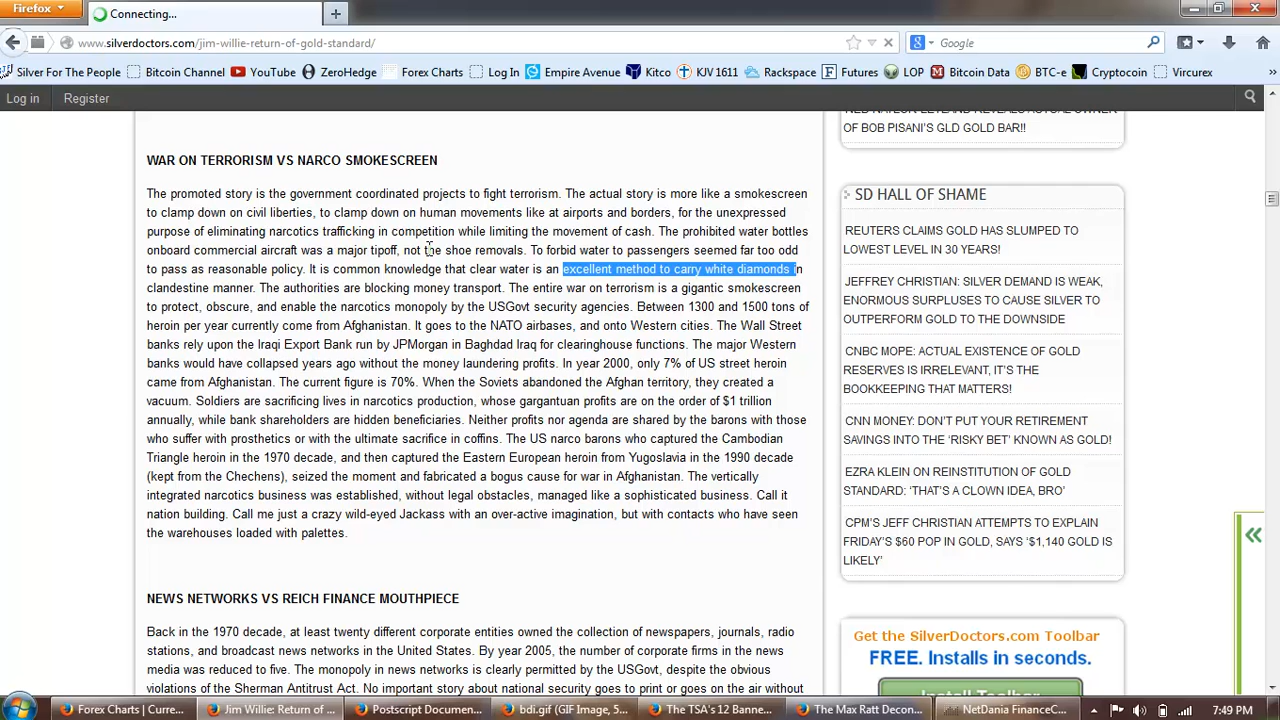 Firefox
Connecting...
www.silverdoctors.com/jim-willie-return-of-gold-standard/
Google
Silver For The People
Bitcoin Channel
YouTube
ZeroHedge
Forex Charts
Log In
Empire Avenue
Kitco
KJV 1611
Rackspace
Futures
LOP
Bitcoin Data
BTC-e
Cryptocoin
Vircurex
Log in
Register
WAR ON TERRORISM VS NARCO SMOKESCREEN
The promoted story is the government coordinated projects to fight terrorism. The actual story is more like a smokescreen
to clamp down on civil liberties, to clamp down on human movements like at airports and borders, for the unexpressed
purpose of eliminating narcotics trafficking in competition while limiting the movement of cash. The prohibited water bottles
onboard commercial aircraft was a major tipoff, not the shoe removals. To forbid water to passengers seemed far too odd
to pass as reasonable policy. It is common knowledge that clear water is an excellent method to carry white diamonds in
clandestine manner. The authorities are blocking money transport. The entire war on terrorism is a gigantic smokescreen
to protect, obscure, and enable the narcotics monopoly by the USGovt security agencies. Between 1300 and 1500 tons of
heroin per year currently come from Afghanistan. It goes to the NATO airbases, and onto Western cities. The Wall Street
banks rely upon the Iraqi Export Bank run by JPMorgan in Baghdad Iraq for clearinghouse functions. The major Western
banks would have collapsed years ago without the money laundering profits. In year 2000, only 7% of US street heroin
came from Afghanistan. The current figure is 70%. When the Soviets abandoned the Afghan territory, they created a
vacuum. Soldiers are sacrificing lives in narcotics production, whose gargantuan profits are on the order of $1 trillion
annually, while bank shareholders are hidden beneficiaries. Neither profits nor agenda are shared by the barons with those
who suffer with prosthetics or with the ultimate sacrifice in coffins. The US narco barons who captured the Cambodian
Triangle heroin in the 1970 decade, and then captured the Eastern European heroin from Yugoslavia in the 1990 decade
(kept from the Chechens), seized the moment and fabricated a bogus cause for war in Afghanistan. The vertically
integrated narcotics business was established, without legal obstacles, managed like a sophisticated business. Call it
nation building. Call me just a crazy wild-eyed Jackass with an over-active imagination, but with contacts who have seen
the warehouses loaded with palettes.
NEWS NETWORKS VS REICH FINANCE MOUTHPIECE
Back in the 1970 decade, at least twenty different corporate entities owned the collection of newspapers, journals, radio
stations, and broadcast news networks in the United States. By year 2005, the number of corporate firms in the news
media was reduced to five. The monopoly in news networks is clearly permitted by the USGovt, despite the obvious
violations of the Sherman Antitrust Act. No important story about national security goes to print or goes on the air without
OF BOB PISANI'S GLD GOLD BAR!!
SD HALL OF SHAME
REUTERS CLAIMS GOLD HAS SLUMPED TO
LOWEST LEVEL IN 30 YEARS!
JEFFREY CHRISTIAN: SILVER DEMAND IS WEAK,
ENORMOUS SURPLUSES TO CAUSE SILVER TO
OUTPERFORM GOLD TO THE DOWNSIDE
CNBC MOPE: ACTUAL EXISTENCE OF GOLD
RESERVES IS IRRELEVANT, IT'S THE
BOOKKEEPING THAT MATTERS!
CNN MONEY: DON'T PUT YOUR RETIREMENT
SAVINGS INTO THE 'RISKY BET' KNOWN AS GOLD!
EZRA KLEIN ON REINSTITUTION OF GOLD
STANDARD: 'THAT'S A CLOWN IDEA, BRO'
CPM'S JEFF CHRISTIAN ATTEMPTS TO EXPLAIN
FRIDAY'S $60 POP IN GOLD, SAYS '$1,140 GOLD IS
LIKELY'
Get the SilverDoctors.com Toolbar
FREE. Installs in seconds.
Install Toolbar
Forex Charts | Curre...
Jim Willie: Return of ...
Postscript Documen...
bdi.gif (GIF Image, 5...
The TSA's 12 Banne...
The Max Ratt Decon...
NetDania FinanceC...
7:49 PM